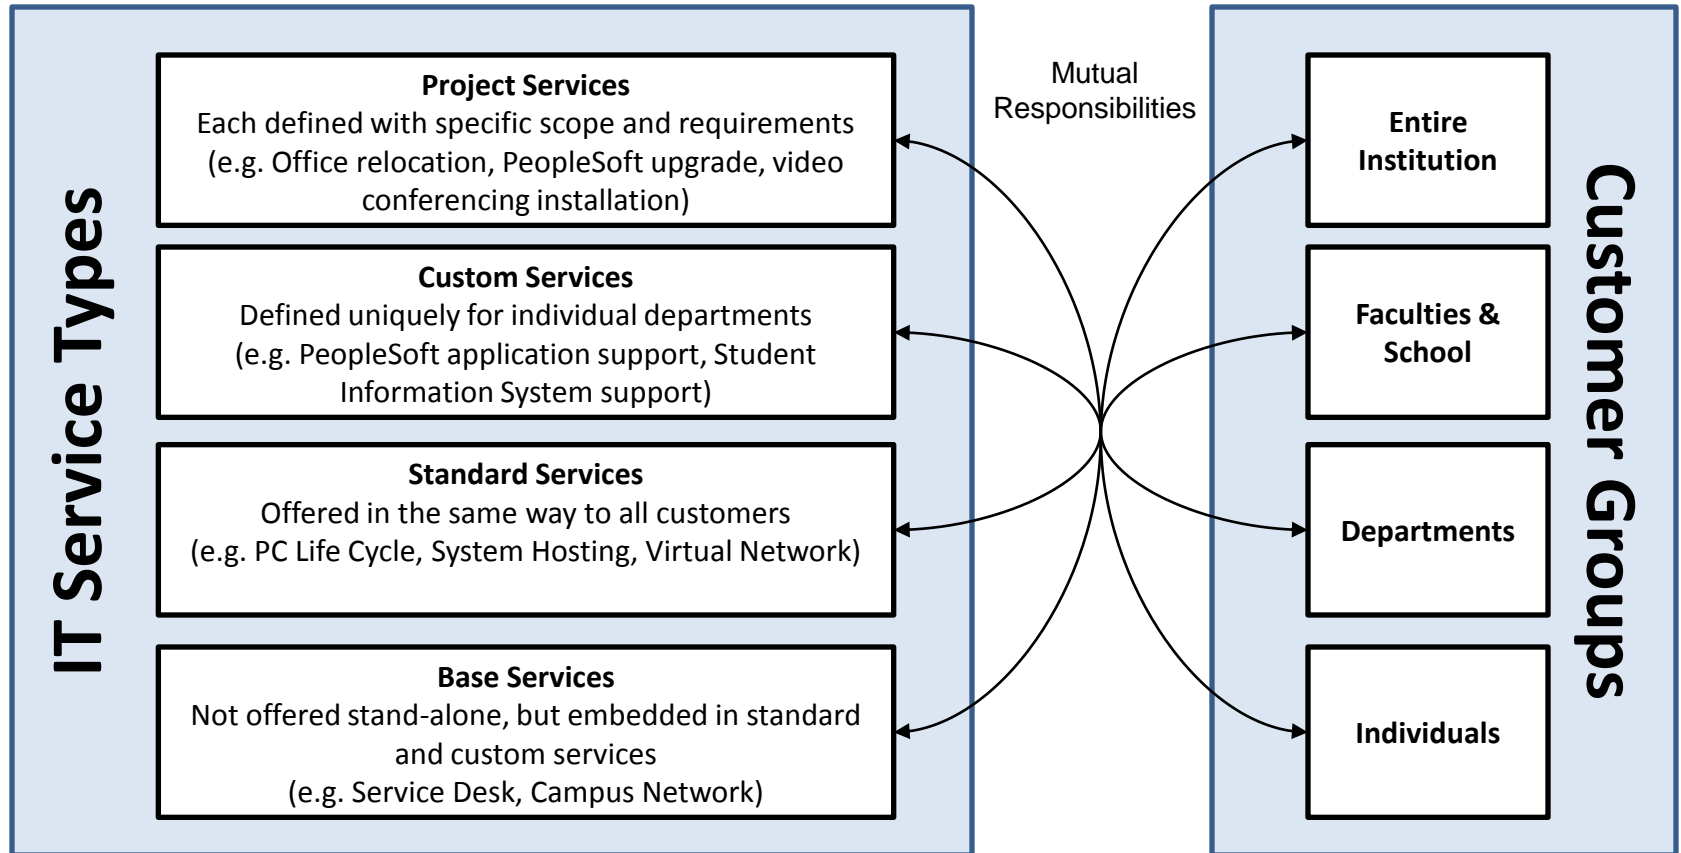 IT Service Types
Project Services
Each defined with specific scope and requirements
(e.g. Office relocation, PeopleSoft upgrade, video
conferencing installation)
Custom Services
Defined uniquely for individual departments
(e.g. PeopleSoft application support, Student
Information System support)
Standard Services
Offered in the same way to all customers
(e.g. PC Life Cycle, System Hosting, Virtual Network)
Base Services
Not offered stand-alone, but embedded in standard
and custom services
(e.g. Service Desk, Campus Network)
Mutual
Responsibilities
Entire
Institution
Faculties &
School
Departments
Individuals
Customer Groups